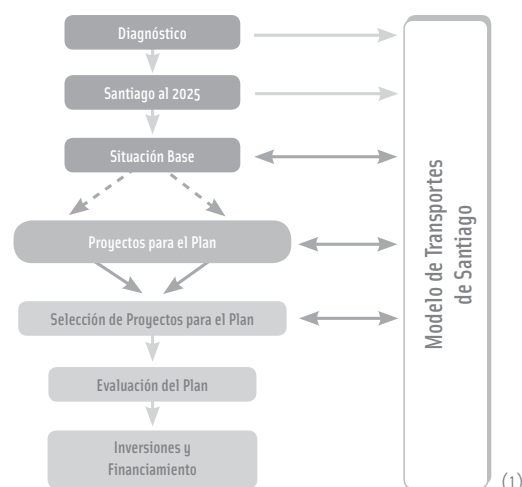 Diagnóstico
Santiago al 2025
Situación Base
Proyectos para el Plan
Selección de Proyectos para el Plan
Evaluación del Plan
Inversiones y
Financiamiento
Modelo de Transportes
de Santiago
(1)